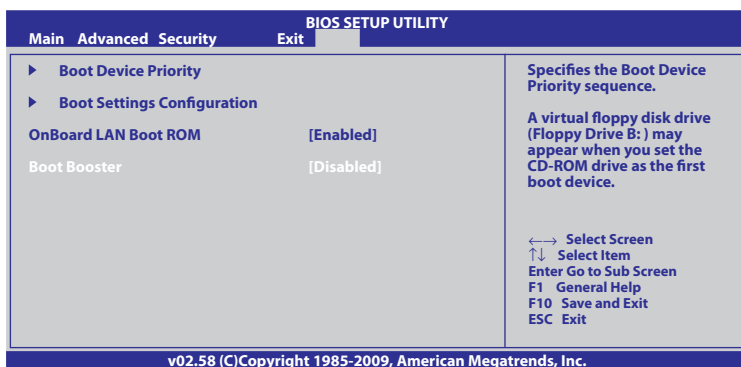 BIOS SETUP UTILITY
Main Advanced Security Exit
Boot Device Priority
Boot Settings Configuration
OnBoard LAN Boot ROM [Enabled]
Boot Booster [Disabled]
Specifies the Boot Device
Priority sequence.
A virtual floppy disk drive
(Floppy Drive B: ) may
appear when you set the
CD-ROM drive as the first
boot device.
←→ Select Screen
↑↓ Select Item
Enter Go to Sub Screen
F1 General Help
F10 Save and Exit
ESC Exit
v02.58 (C)Copyright 1985-2009, American Megatrends, Inc.